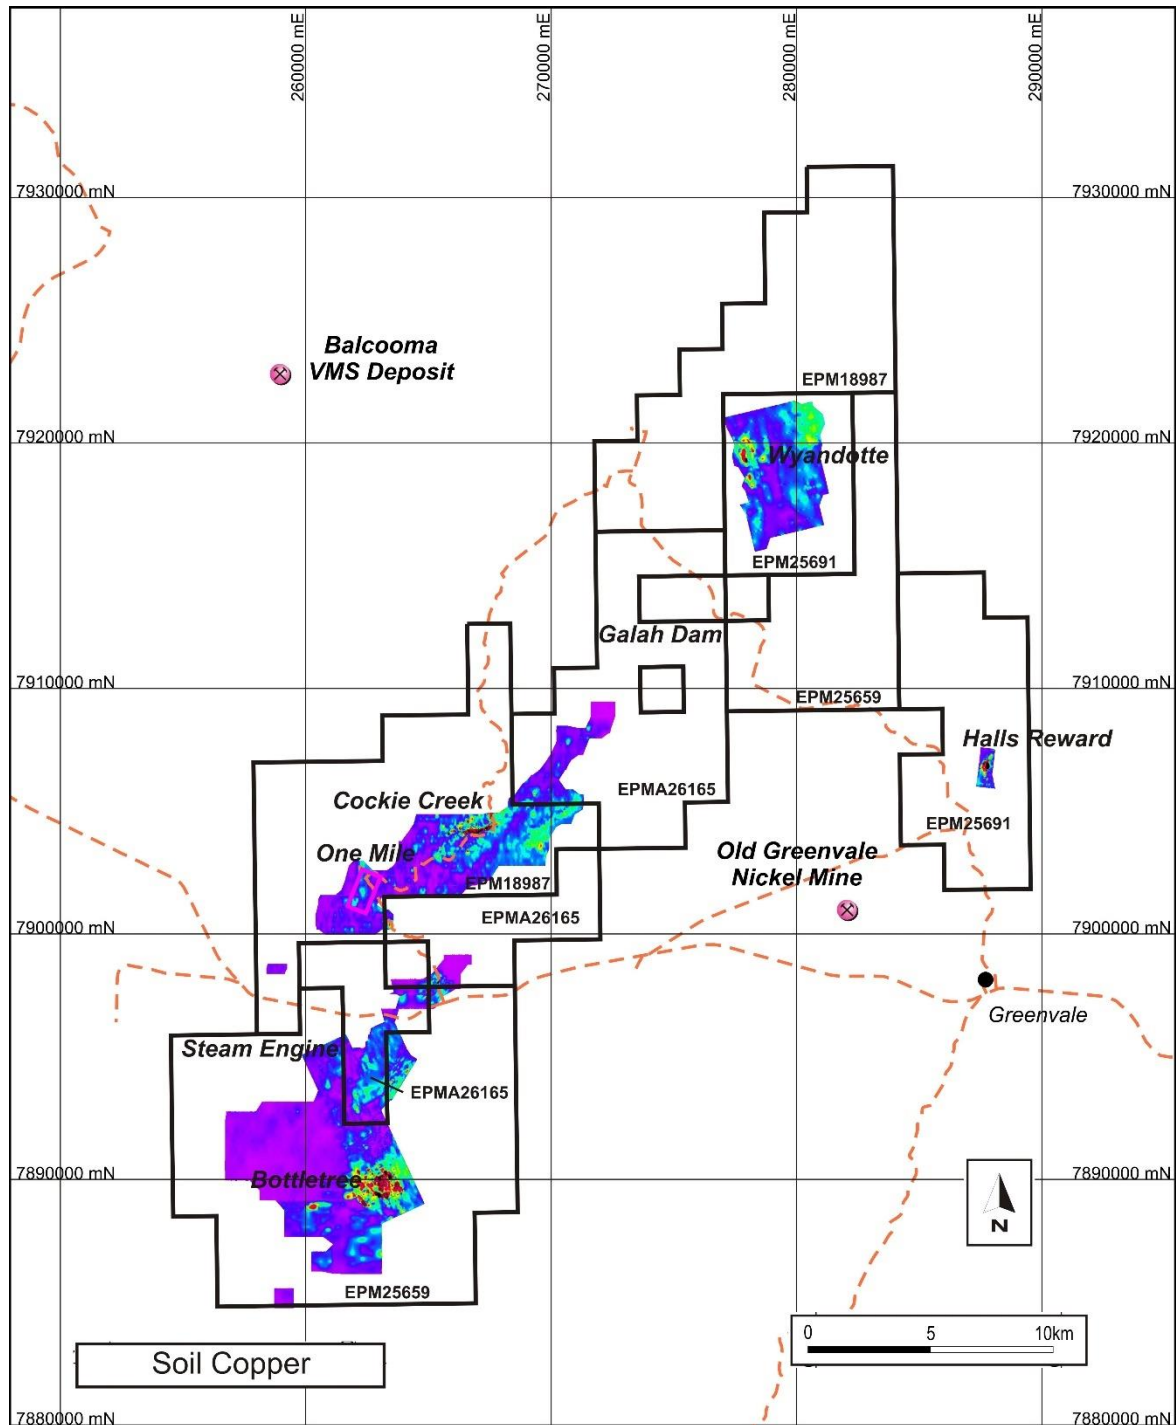 260000 mE
270000 mE
280000 mE
290000 mE
7930000 mN
7930000 mN
Balcooma
VMS Deposit
EPM18987
7920000 mN
7920000 mN
Wyandotte
EPM25691
Galah Dam
7910000 mN
EPM25659
7910000 mN
Halls Reward
EPMA26165
Cockie Creek
EPM25691
One Mile
Old Greenvale
Nickel Mine
EPM18987
EPMA26165
7900000 mN
7900000 mN
Greenvale
Steam Engine
EPMA26165
7890000 mN
Bottletree
7890000 mN
N
EPM25659
0 5 10km
Soil Copper
7880000 mN
7880000 mN